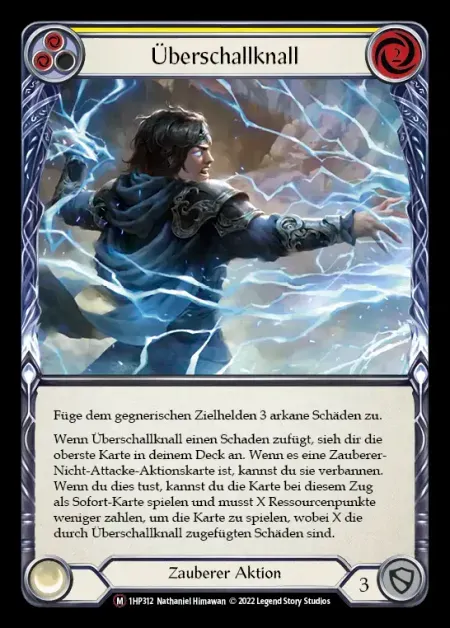 Überschallknall
2
Füge dem gegnerischen Zielhelden 3 arkane Schäden zu.
Wenn Überschallknall einen Schaden zufügt, sieh dir die
oberste Karte in deinem Deck an. Wenn es eine Zauberer-
Nicht-Attacke-Aktionskarte ist, kannst du sie verbannen.
Wenn du dies tust, kannst du die Karte bei diesem Zug
als Sofort-Karte spielen und musst X Ressourcenpunkte
weniger zahlen, um die Karte zu spielen, wobei X die
durch Überschallknall zugefügten Schäden sind.
Zauberer Aktion
3
M 1HP312 Nathaniel Himawan © 2022 Legend Story Studios